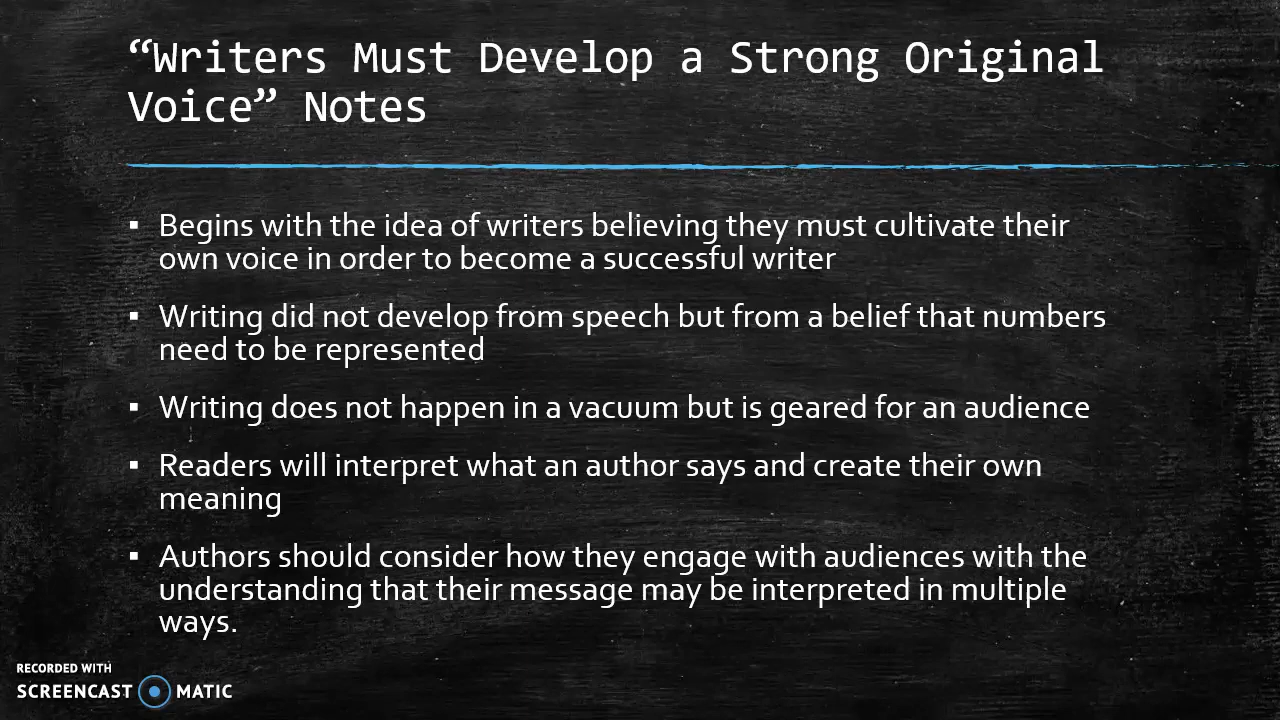 “Writers Must Develop a Strong Original
Voice” Notes
▪ Begins with the idea of writers believing they must cultivate their
own voice in order to become a successful writer
▪ Writing did not develop from speech but from a belief that numbers
need to be represented
▪ Writing does not happen in a vacuum but is geared for an audience
▪ Readers will interpret what an author says and create their own
meaning
▪ Authors should consider how they engage with audiences with the
understanding that their message may be interpreted in multiple
ways.
RECORDED WITH
SCREENCAST MATIC